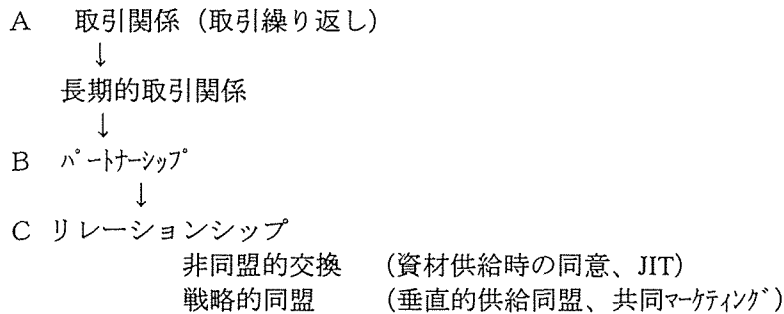 A　取引関係（取引繰り返し）
↓
長期的取引関係
↓
B　ﾊﾟｰﾄﾅｰｼｯﾌﾟ
↓
C リレーションシップ
非同盟的交換　（資材供給時の同意、JIT）
戦略的同盟　（垂直的供給同盟、共同ﾏｰｹﾃｨﾝｸﾞ）